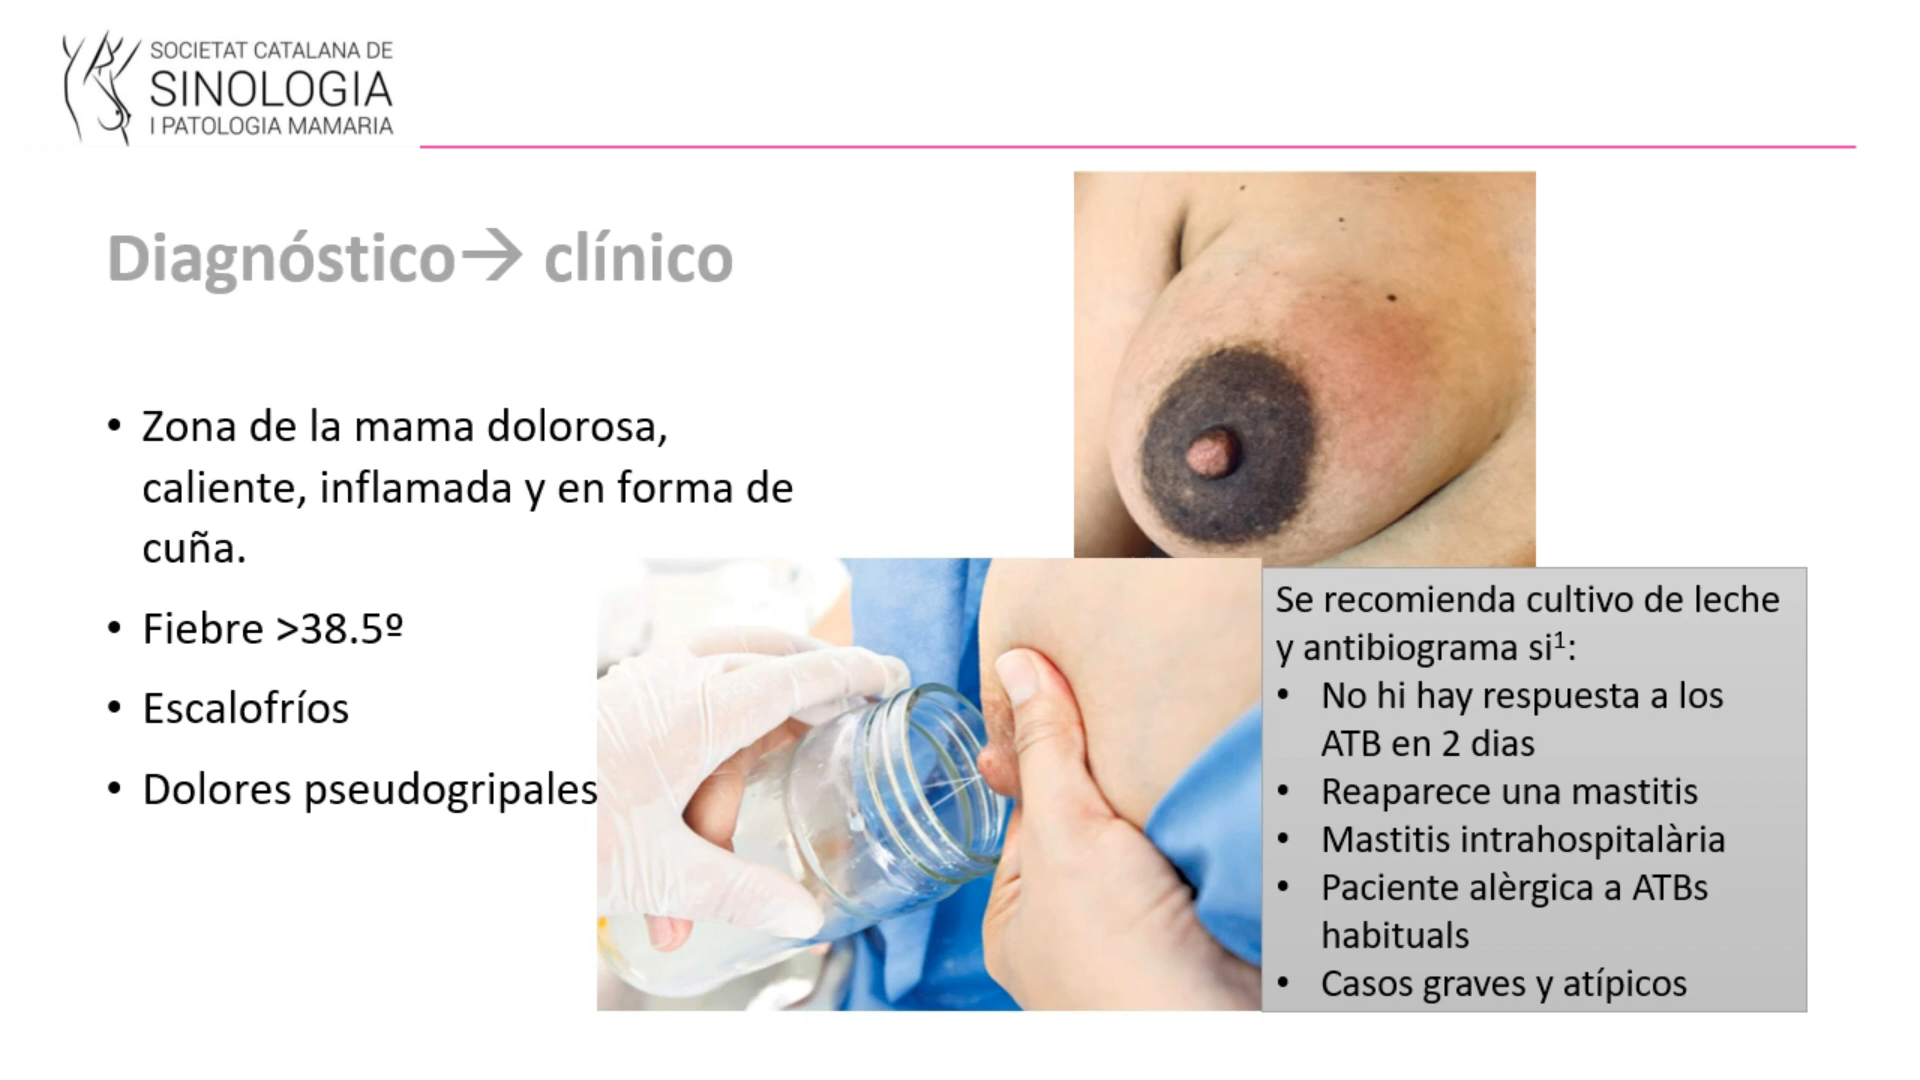 SOCIETAT CATALANA DE
SINOLOGIA
I PATOLOGIA MAMARIA
Diagnóstico→ clínico
• Zona de la mama dolorosa,
caliente, inflamada y en forma de
cuña.
• Fiebre >38.5º
• Escalofríos
• Dolores pseudogripales
Se recomienda cultivo de leche
y antibiograma si¹:
• No hi hay respuesta a los
ATB en 2 dias
• Reaparece una mastitis
• Mastitis intrahospitalària
• Paciente alèrgica a ATBs
habituals
• Casos graves y atípicos